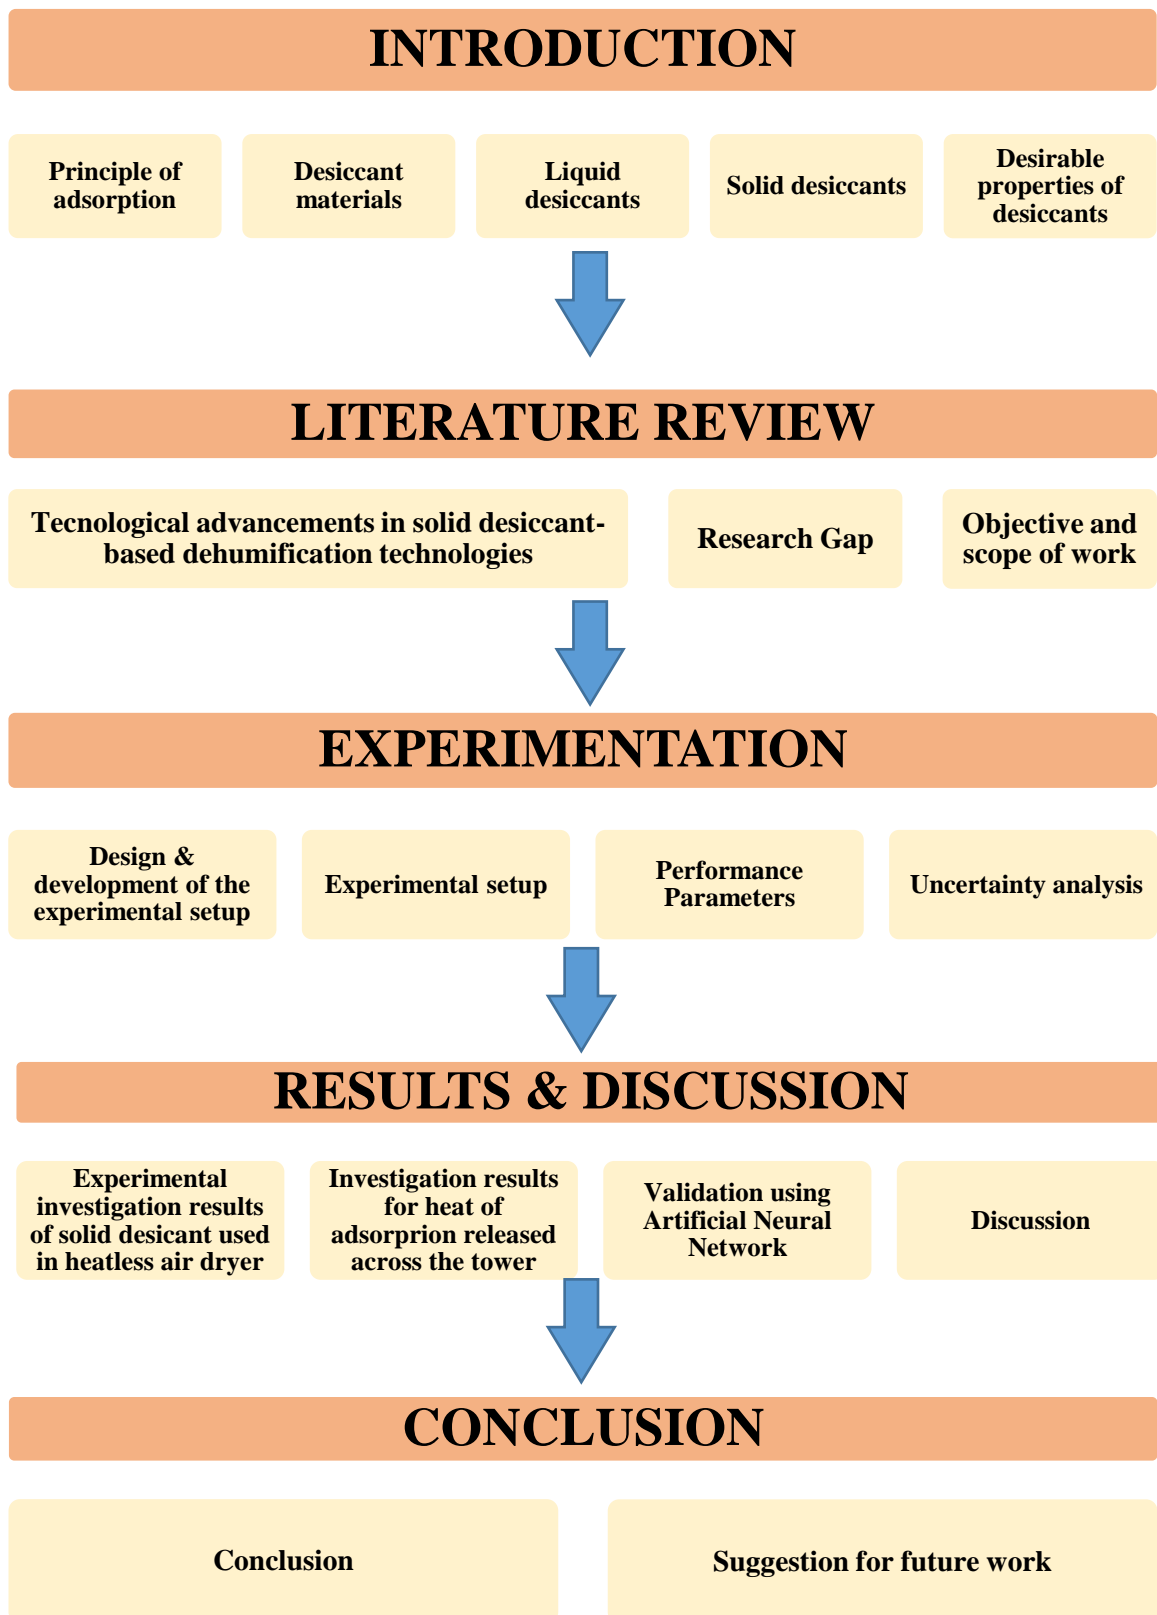 INTRODUCTION
Principle of
adsorption
Desiccant
materials
Liquid
desiccants
Solid desiccants
Desirable
properties of
desiccants
LITERATURE REVIEW
Tecnological advancements in solid desiccant-
based dehumification technologies
Research Gap
Objective and
scope of work
EXPERIMENTATION
Design &
development of the
experimental setup
Experimental setup
Performance
Parameters
Uncertainty analysis
RESULTS & DISCUSSION
Experimental
investigation results
of solid desicant used
in heatless air dryer
Investigation results
for heat of
adsorprion released
across the tower
Validation using
Artificial Neural
Network
Discussion
CONCLUSION
Conclusion
Suggestion for future work